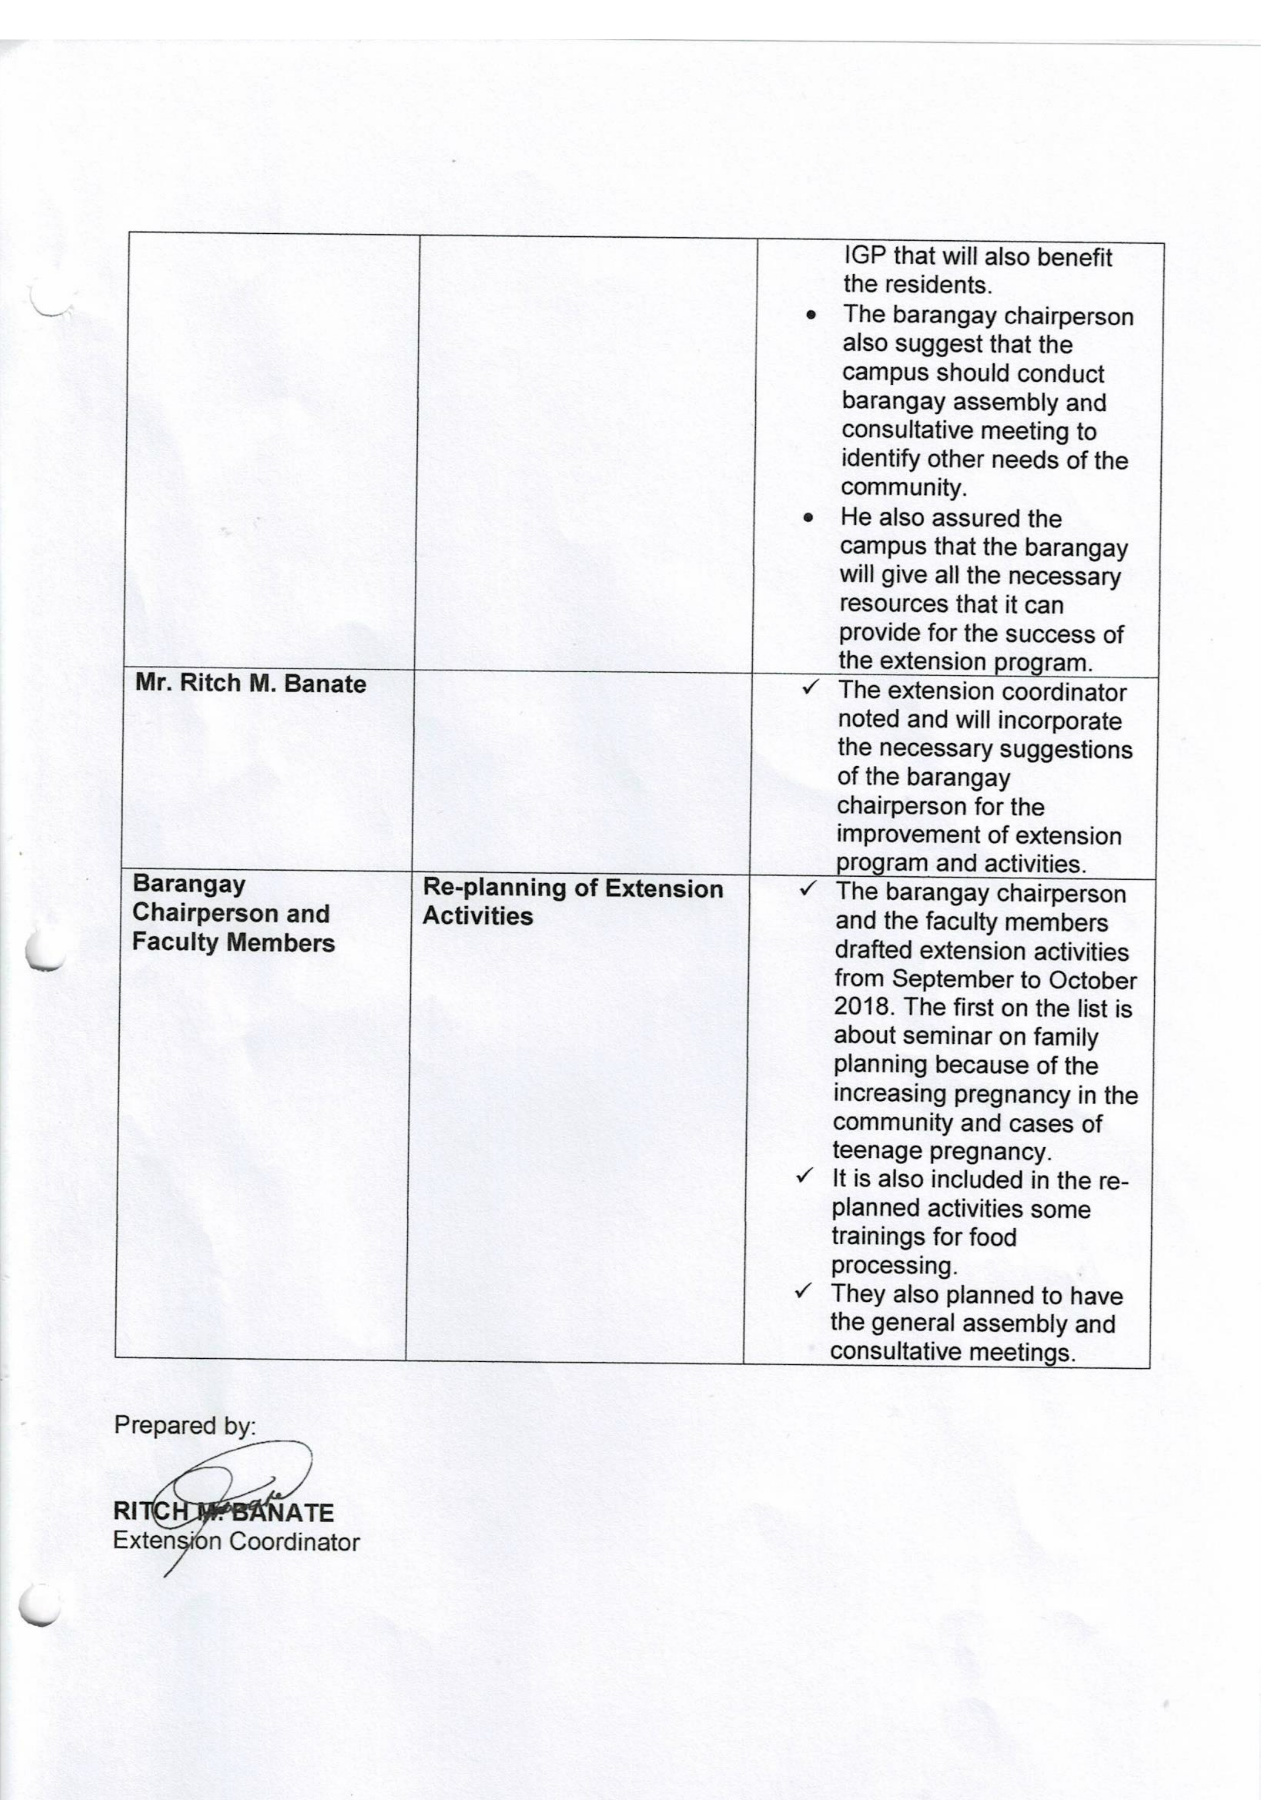 IGP that will also benefit
the residents.
• The barangay chairperson
also suggest that the
campus should conduct
barangay assembly and
consultative meeting to
identify other needs of the
community.
• He also assured the
campus that the barangay
will give all the necessary
resources that it can
provide for the success of
the extension program.
Mr. Ritch M. Banate
✓ The extension coordinator
noted and will incorporate
the necessary suggestions
of the barangay
chairperson for the
improvement of extension
program and activities.
Barangay
Chairperson and
Faculty Members
Re-planning of Extension
Activities
✓ The barangay chairperson
and the faculty members
drafted extension activities
from September to October
2018. The first on the list is
about seminar on family
planning because of the
increasing pregnancy in the
community and cases of
teenage pregnancy.
✓ It is also included in the re-
planned activities some
trainings for food
processing.
✓ They also planned to have
the general assembly and
consultative meetings.
Prepared by:
RITCH M. BANATE
Extension Coordinator